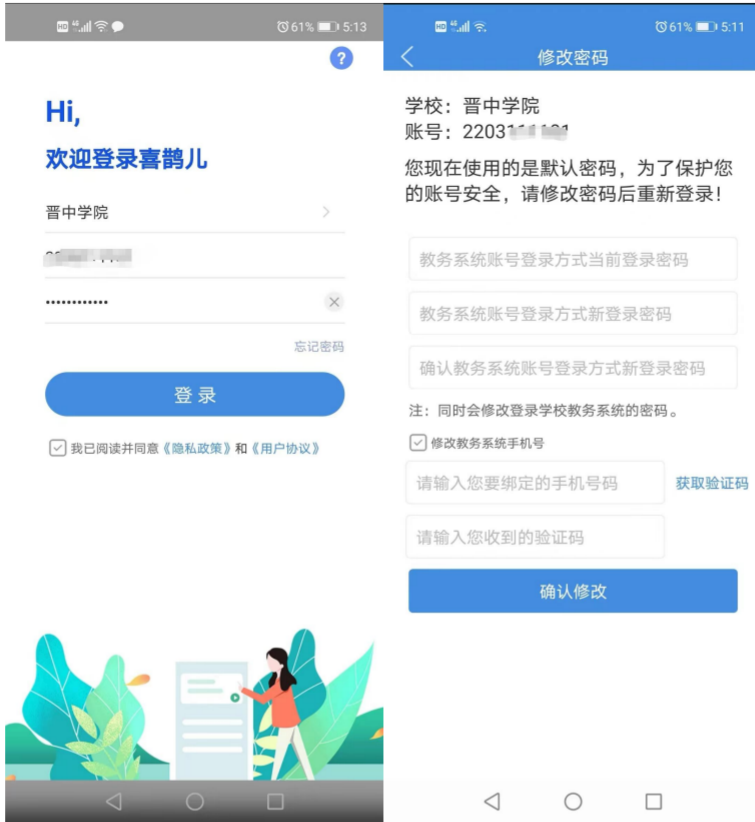 HD 4G 61% 5:13
?
Hi,
欢迎登录喜鹊儿
晋中学院
••••••••••••
忘记密码
登录
我已阅读并同意《隐私政策》和《用户协议》
HD 4G 61% 5:11
修改密码
学校：晋中学院
账号：2203
您现在使用的是默认密码，为了保护您
的账号安全，请修改密码后重新登录！
教务系统账号登录方式当前登录密码
教务系统账号登录方式新登录密码
确认教务系统账号登录方式新登录密码
注：同时会修改登录学校教务系统的密码。
修改教务系统手机号
请输入您要绑定的手机号码
获取验证码
请输入您收到的验证码
确认修改